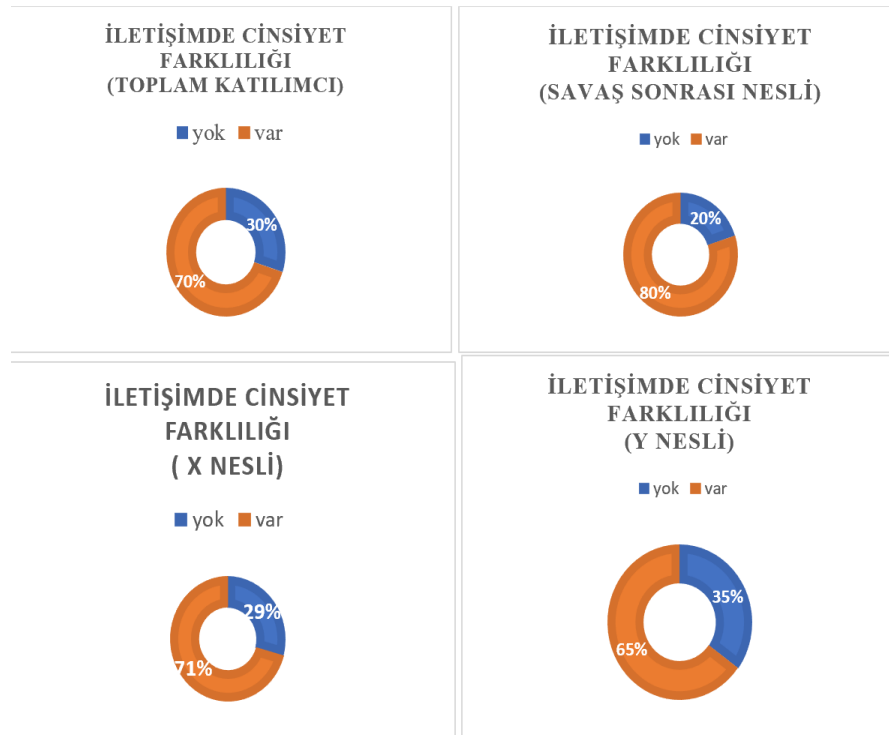 İLETİŞİMDE CİNSİYET
FARKLILIĞI
(TOPLAM KATILIMCI)
yok var
30%
70%
İLETİŞİMDE CİNSİYET
FARKLILIĞI
(SAVAŞ SONRASI NESLİ)
yok var
20%
80%
İLETİŞİMDE CİNSİYET
FARKLILIĞI
( X NESLİ)
yok var
29%
71%
İLETİŞİMDE CİNSİYET
FARKLILIĞI
(Y NESLİ)
yok var
35%
65%